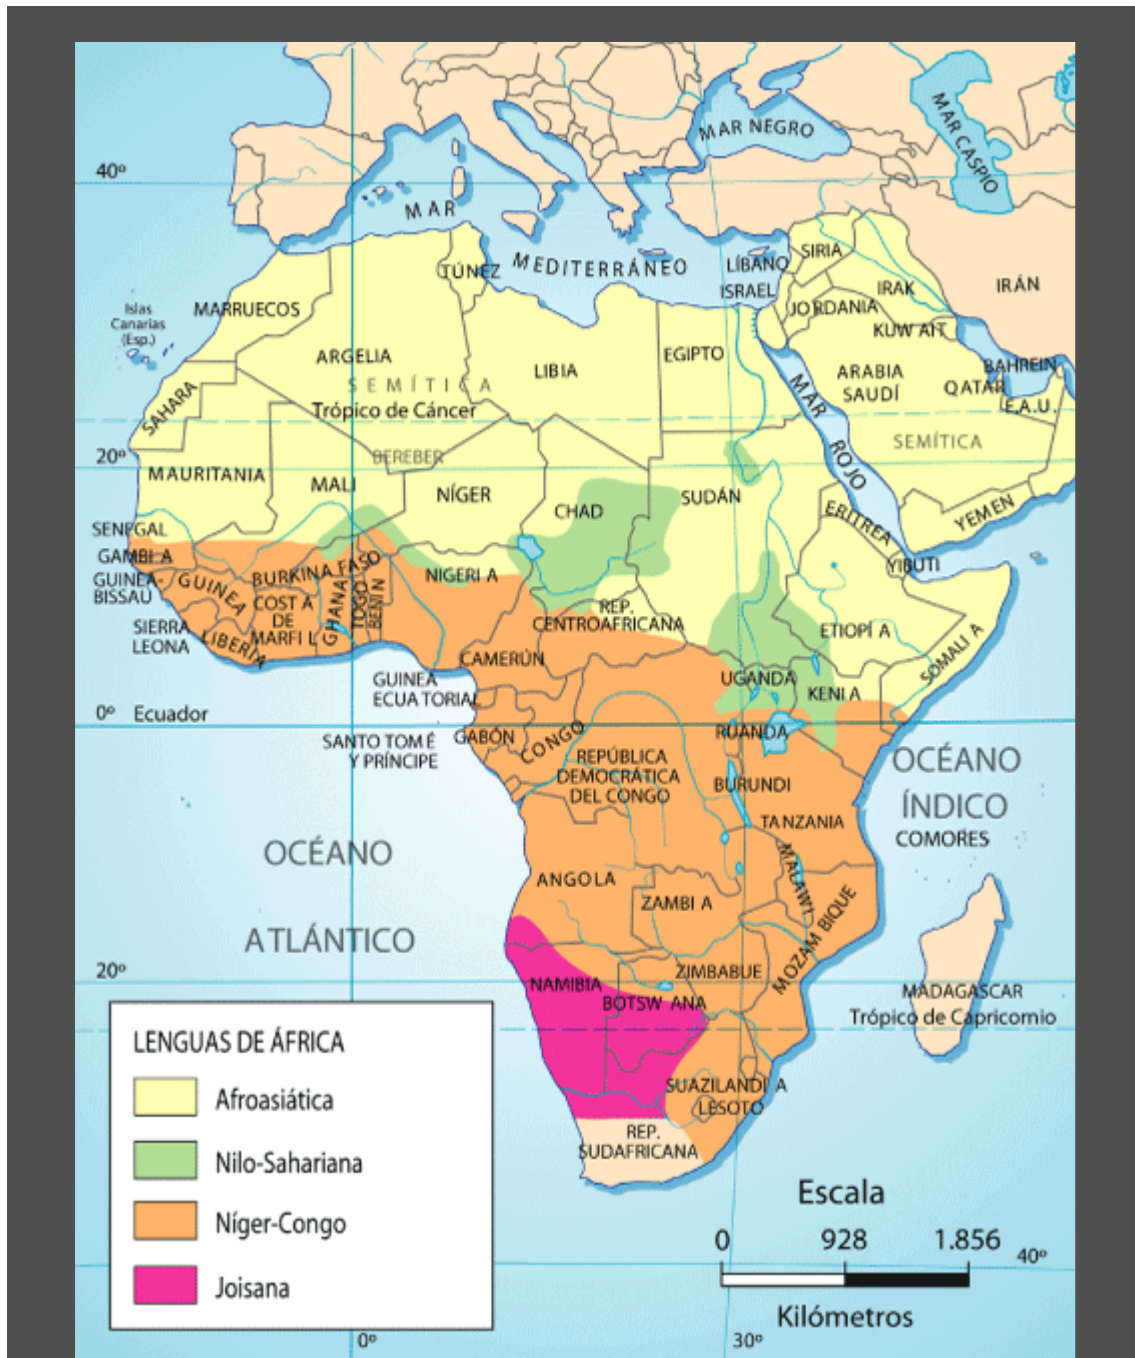 MAR NEGRO
MAR CASPIO
40º
MAR
MEDITERRÁNEO
TÚNEZ
LÍBANO
SIRIA
ISRAEL
IRAK
IRÁN
JORDANIA
KUWAIT
Islas
Canarias
(Esp.)
MARRUECOS
ARGELIA
LIBIA
EGIPTO
ARABIA
SAUDÍ
BAHREIN
QATAR
E.A.U.
SEMÍTICA
Trópico de Cáncer
SAHARA
MAR ROJO
SEMÍTICA
20º
BEREBER
MAURITANIA
MALI
NÍGER
CHAD
SUDÁN
ERITREA
YEMEN
SENEGAL
GAMBIA
GUINEA-
BISSAU
GUINEA
BURKINA FASO
NIGERIA
YIBUTI
COSTA
DE
MARFIL
GHANA
TOGO
BENIN
REP.
CENTROAFRICANA
ETIOPÍA
SOMALIA
SIERRA
LEONA
LIBERIA
CAMERÚN
GUINEA
ECUATORIAL
UGANDA
KENIA
0º
Ecuador
SANTO TOMÉ
Y PRÍNCIPE
GABÓN
CONGO
RUANDA
REPÚBLICA
DEMOCRÁTICA
DEL CONGO
BURUNDI
TANZANIA
OCÉANO
ÍNDICO
COMORES
OCÉANO
ATLÁNTICO
ANGOLA
ZAMBIA
MALAWI
MOZAMBIQUE
20º
NAMIBIA
BOTSWANA
ZIMBABUE
MADAGASCAR
Trópico de Capricornio
SUAZILANDIA
LESOTO
REP.
SUDAFRICANA
LENGUAS DE ÁFRICA
Afroasiática
Nilo-Sahariana
Níger-Congo
Joisana
Escala
0 928 1.856
Kilómetros
40º
0º
30º